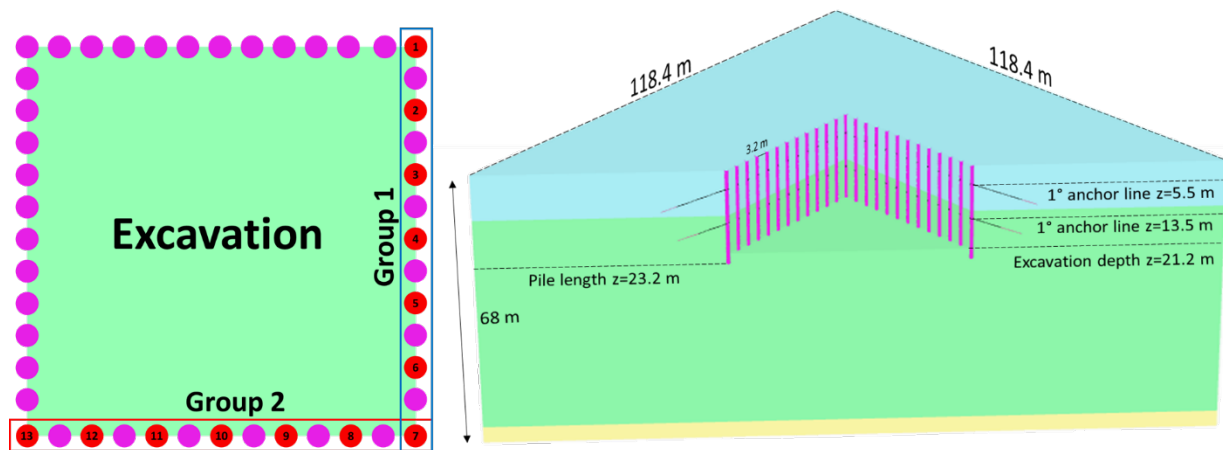 1
2
3
4
5
6
Excavation
Group 1
Group 2
13
12
11
10
9
8
7
118.4 m
118.4 m
3.2 m
1° anchor line z=5.5 m
1° anchor line z=13.5 m
Pile length z=23.2 m
Excavation depth z=21.2 m
68 m